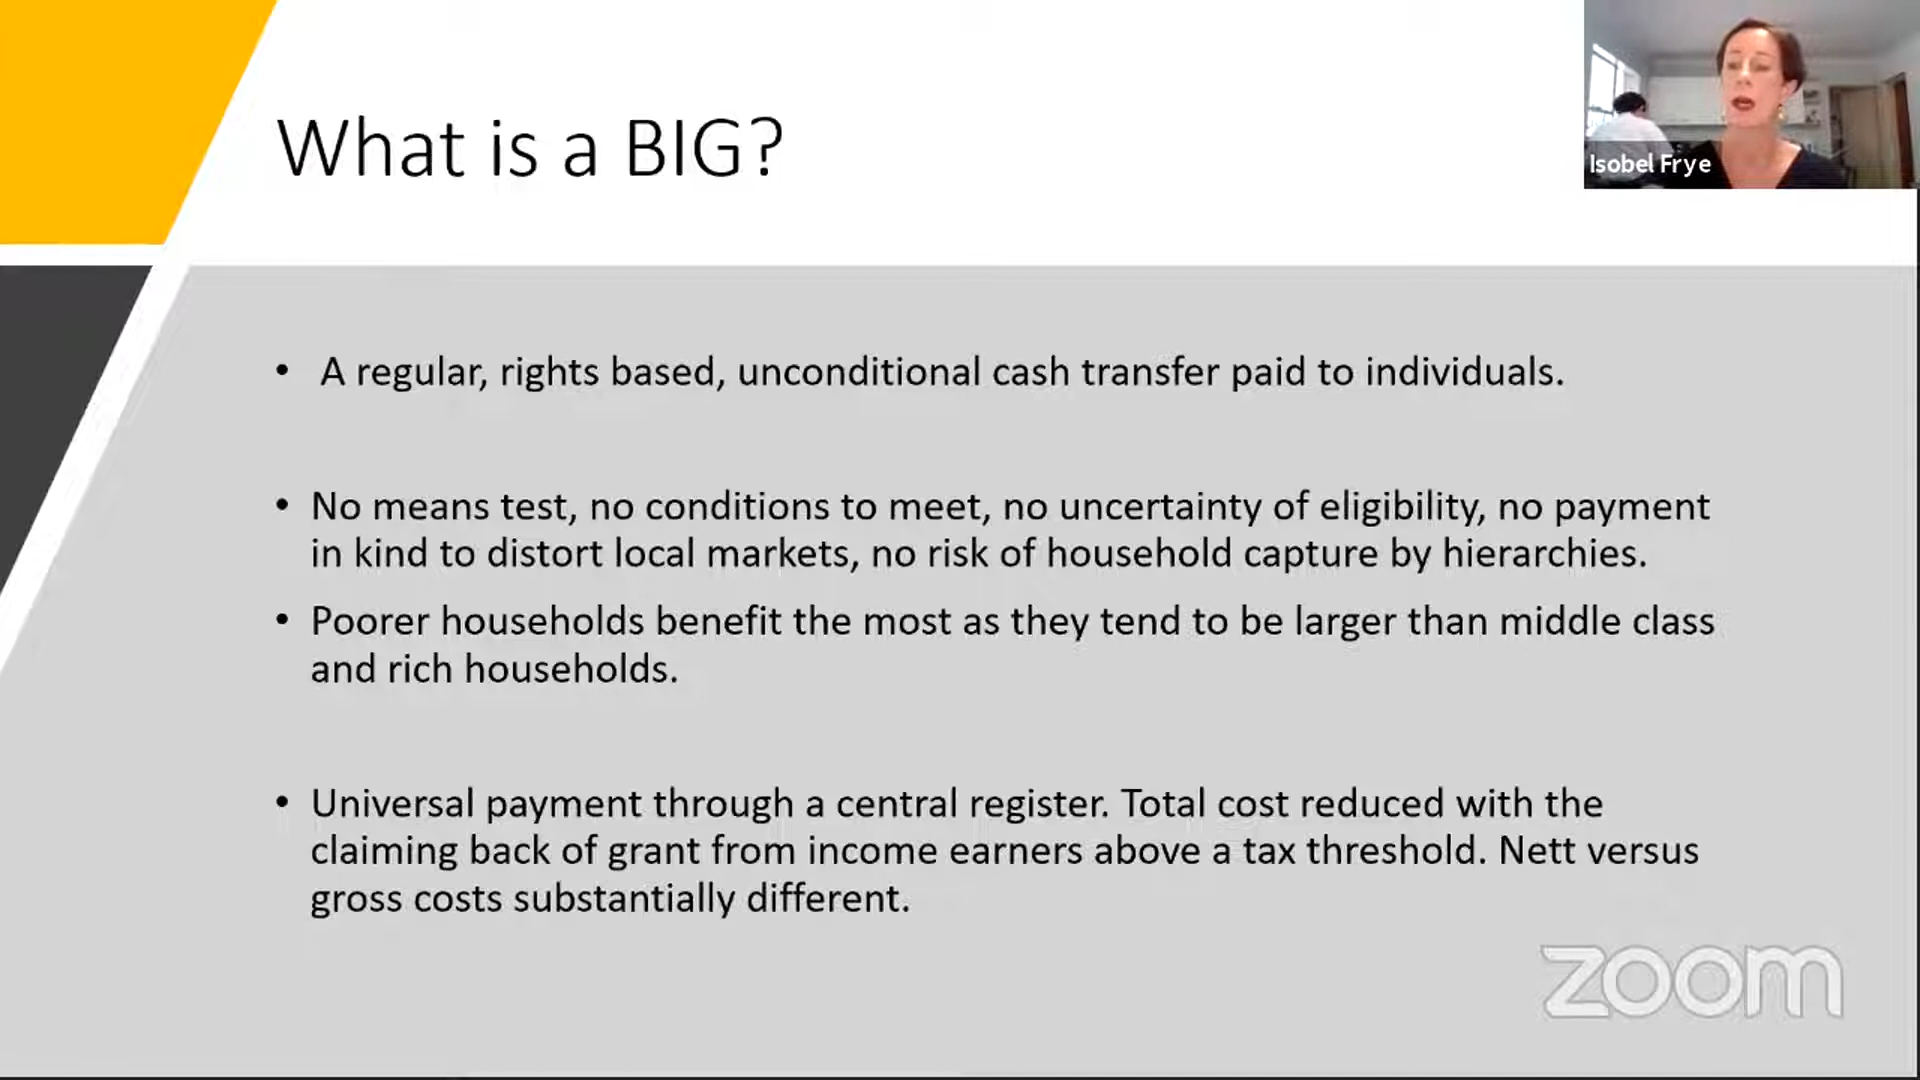 What is a BIG?
Isobel Frye
• A regular, rights based, unconditional cash transfer paid to individuals.
• No means test, no conditions to meet, no uncertainty of eligibility, no payment
in kind to distort local markets, no risk of household capture by hierarchies.
• Poorer households benefit the most as they tend to be larger than middle class
and rich households.
• Universal payment through a central register. Total cost reduced with the
claiming back of grant from income earners above a tax threshold. Nett versus
gross costs substantially different.
zoom